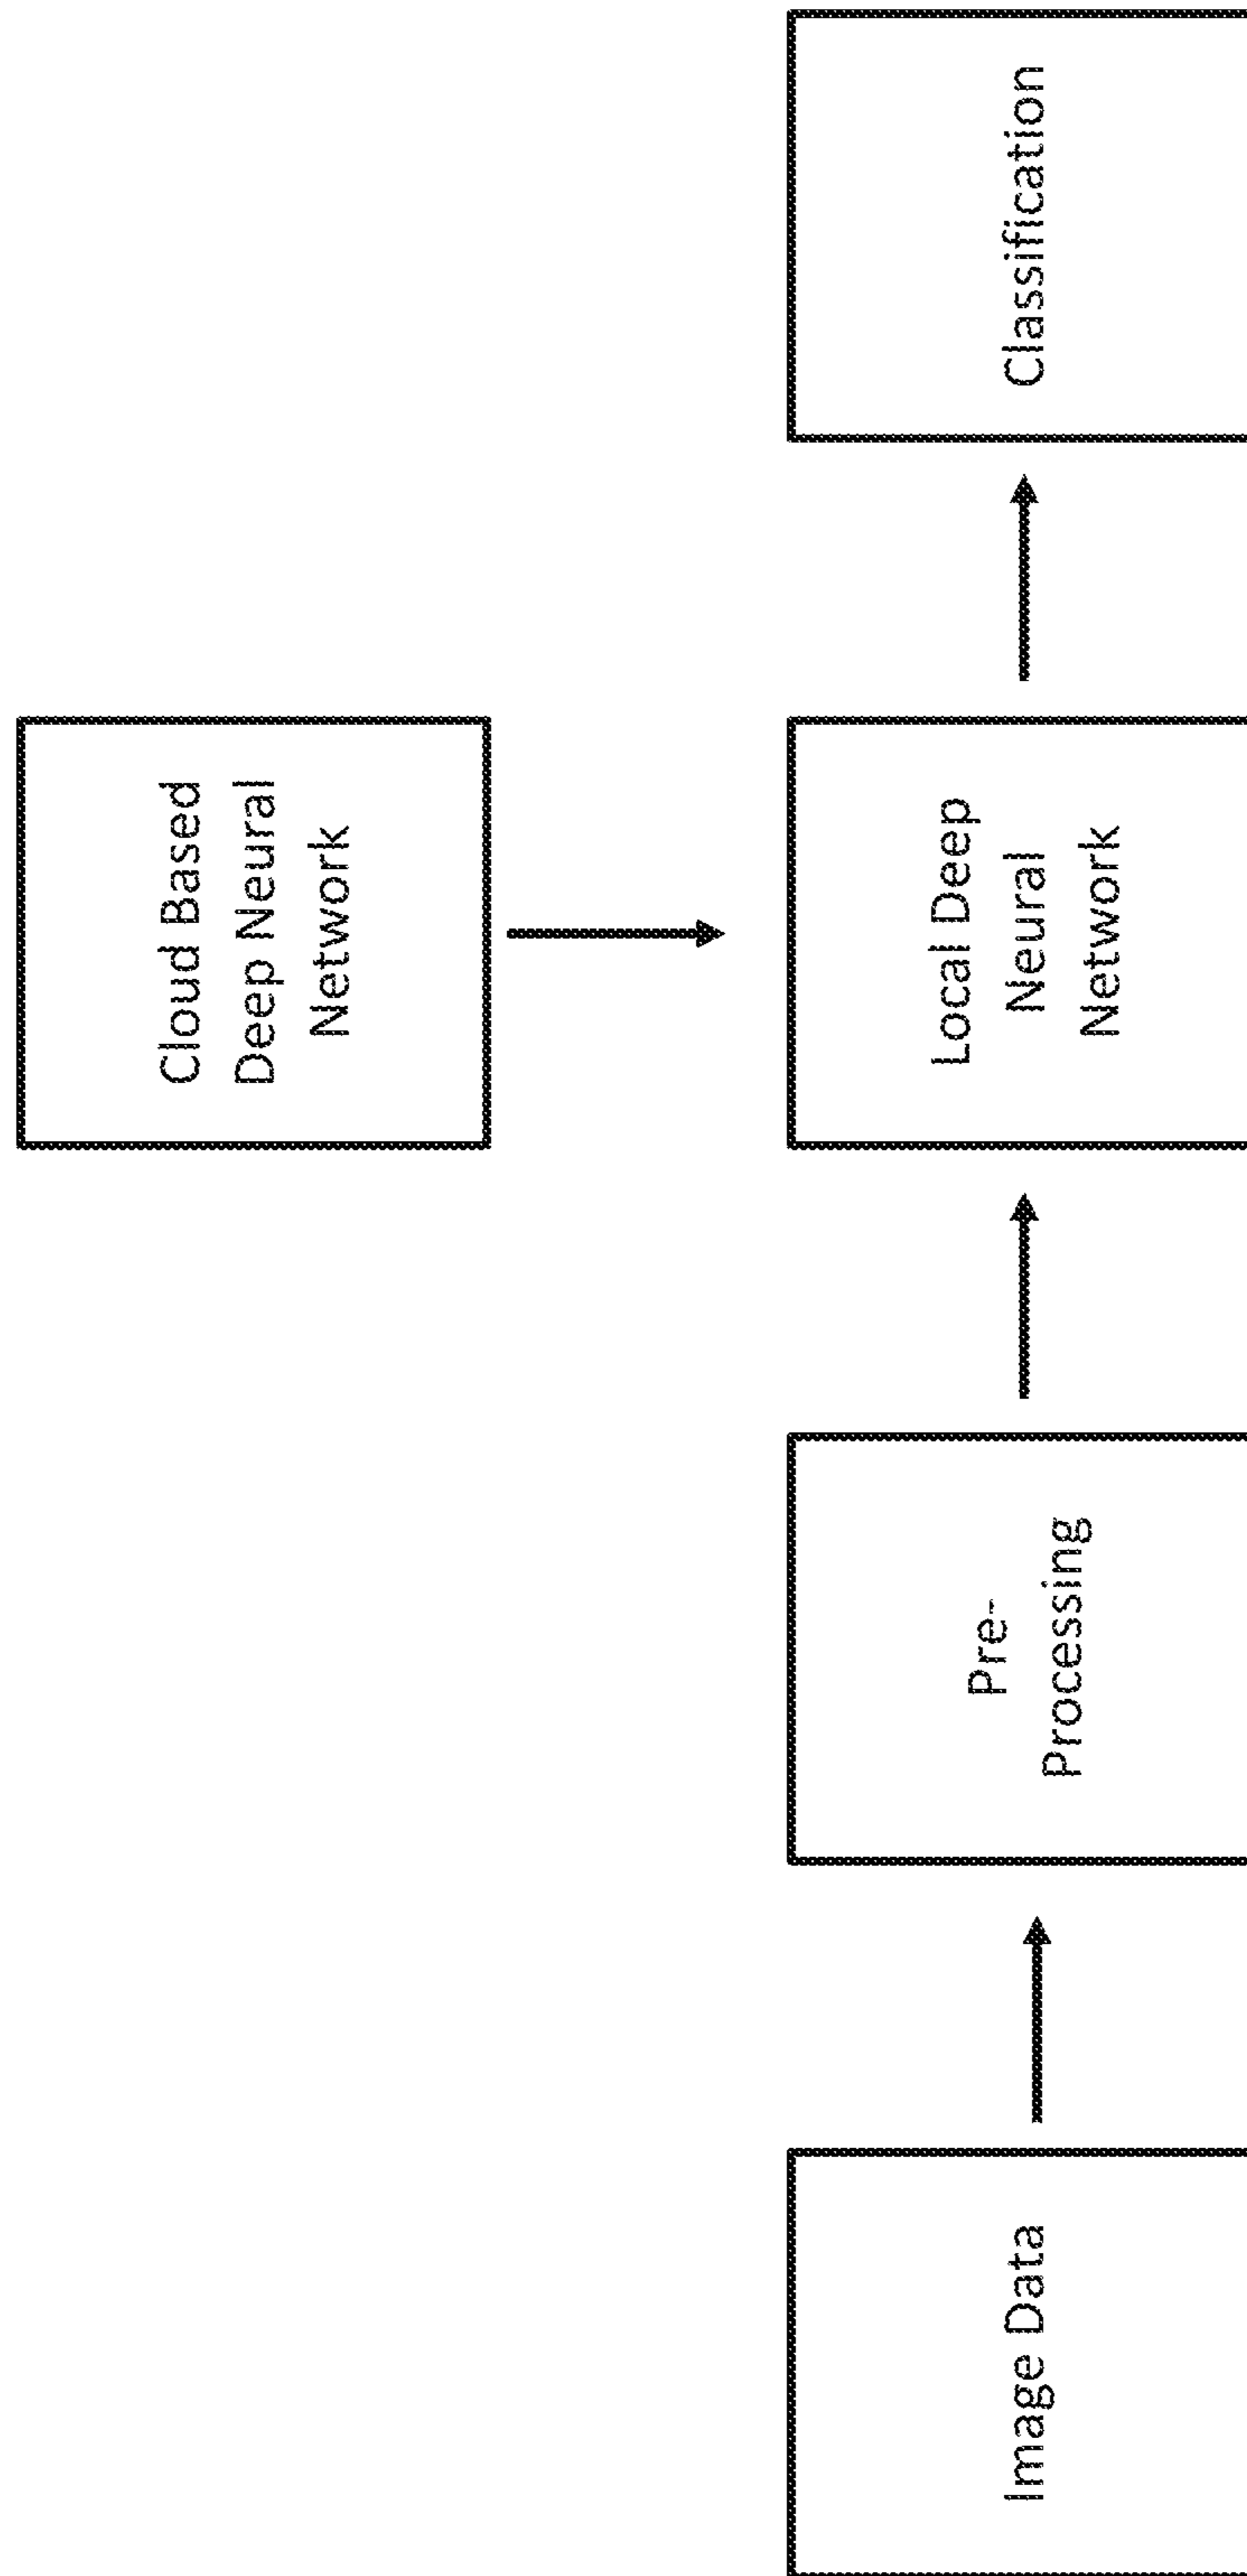 Cloud Based
Deep Neural
Network
Image Data
Pre-
Processing
Local Deep
Neural
Network
Classification